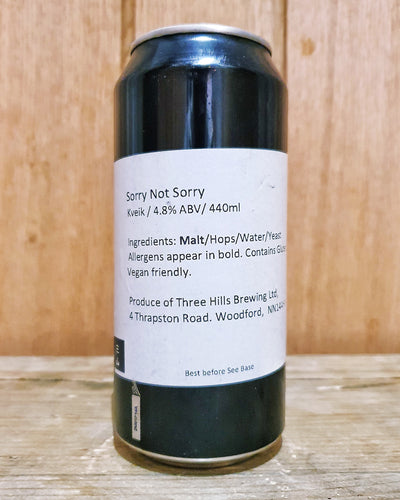 Sorry Not Sorry
Kveik / 4.8% ABV/ 440ml
Ingredients: Malt/Hops/Water/Yeast
Allergens appear in bold. Contains
Vegan friendly.
Produce of Three Hills Brewing Ltd,
4 Thrapston Road. Woodford,
Best before See Base